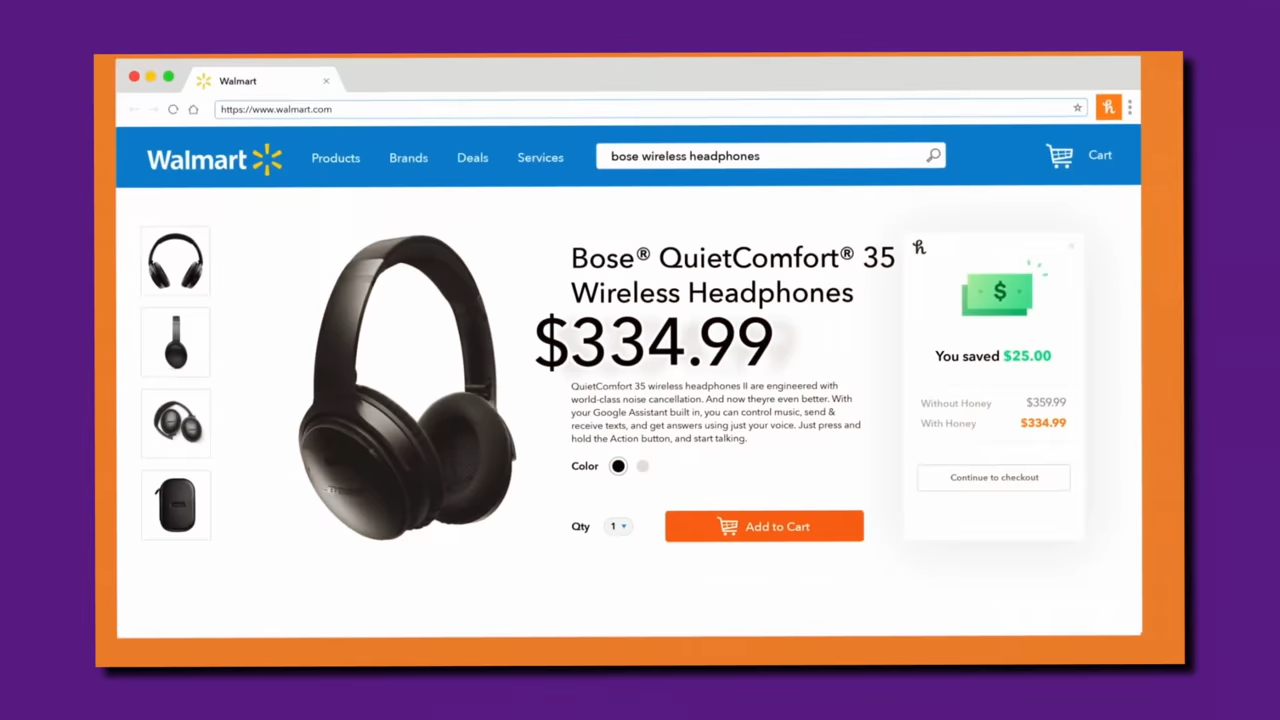 Walmart
https://www.walmart.com
Walmart Products Brands Deals Services bose wireless headphones Cart
Bose® QuietComfort® 35
Wireless Headphones
$334.99
QuietComfort 35 wireless headphones II are engineered with
world-class noise cancellation. And now theyre even better. With
your Google Assistant built in, you can control music, send &
receive texts, and get answers using just your voice. Just press and
hold the Action button, and start talking.
Color
Qty 1 Add to Cart
h
$
You saved $25.00
Without Honey $359.99
With Honey $334.99
Continue to checkout